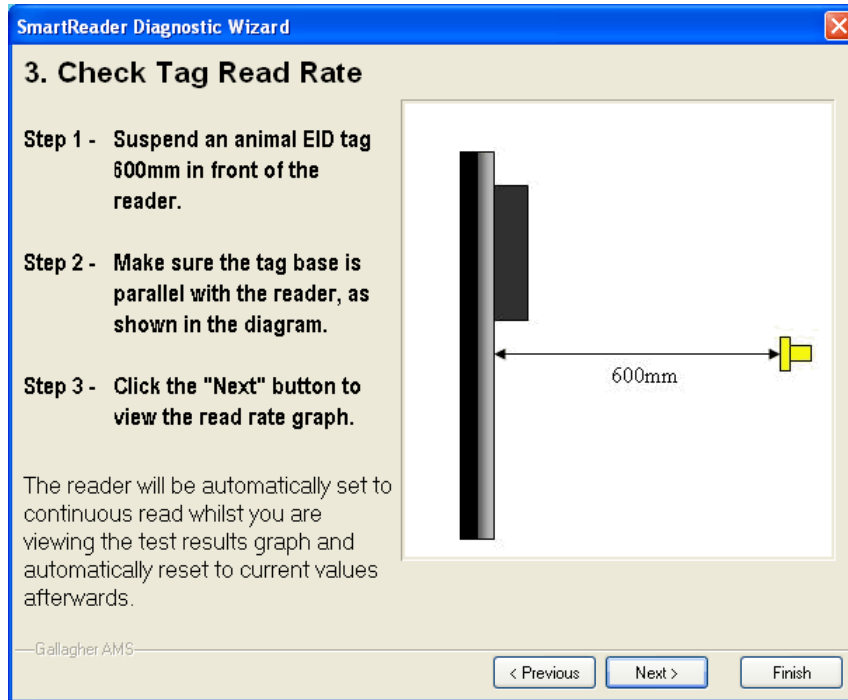 SmartReader Diagnostic Wizard
3. Check Tag Read Rate
Step 1 - Suspend an animal EID tag
600mm in front of the
reader.
Step 2 - Make sure the tag base is
parallel with the reader, as
shown in the diagram.
Step 3 - Click the "Next" button to
view the read rate graph.
The reader will be automatically set to
continuous read whilst you are
viewing the test results graph and
automatically reset to current values
afterwards.
600mm
Gallagher AMS
< Previous
Next >
Finish